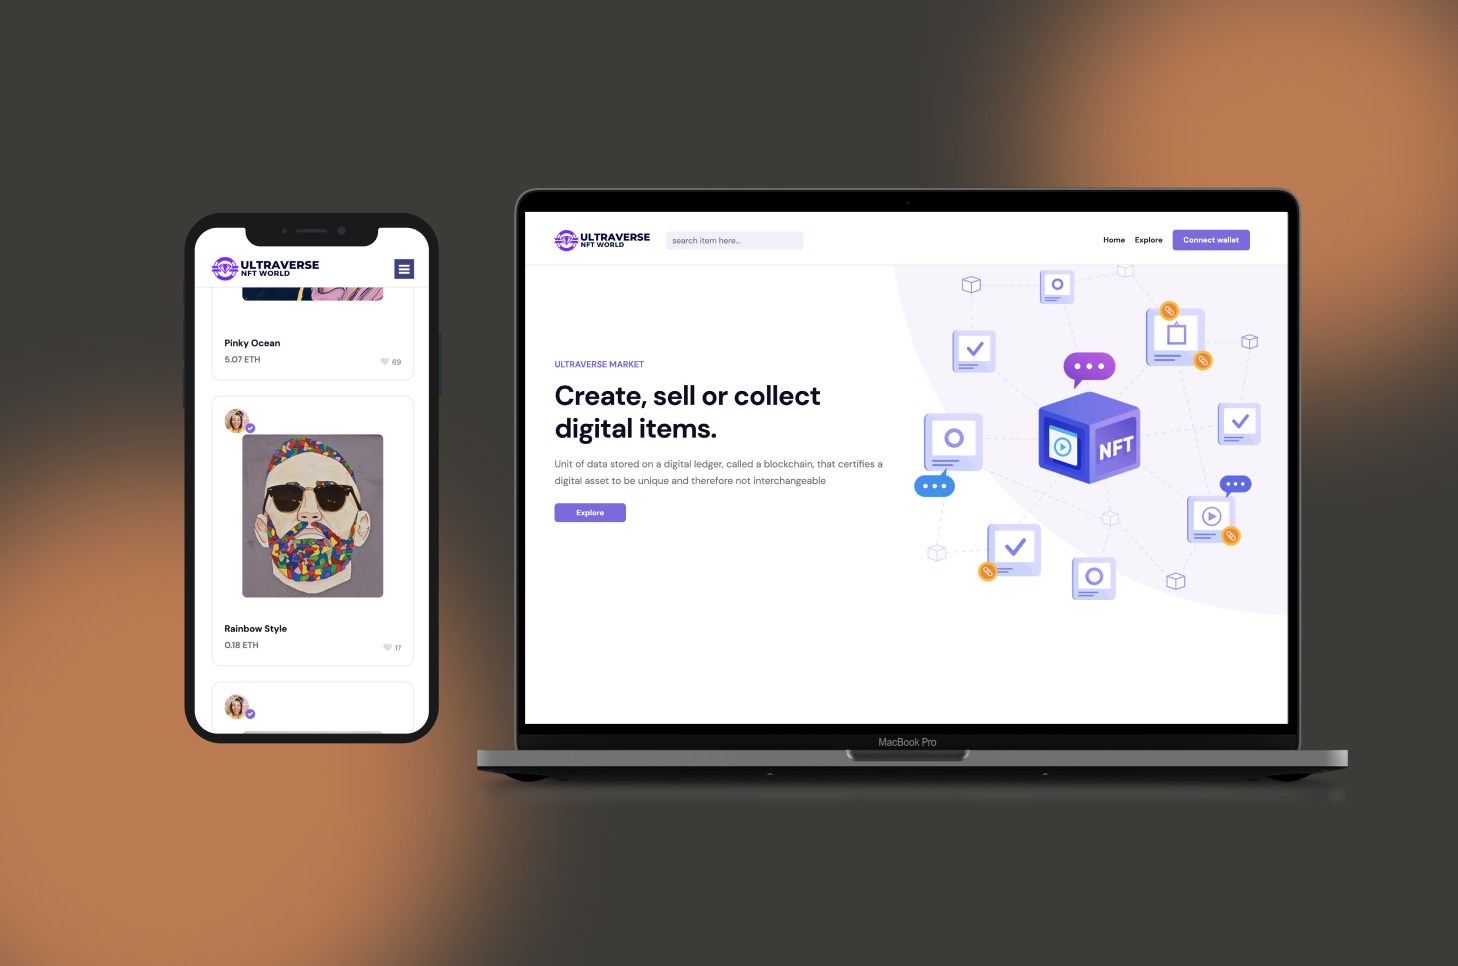 ULTRAVERSE
NFT WORLD
Pinky Ocean
5.07 ETH
69
Rainbow Style
0.18 ETH
17
ULTRAVERSE
NFT WORLD
search item here...
Home
Explore
Connect wallet
ULTRAVERSE MARKET
Create, sell or collect
digital items.
Unit of data stored on a digital ledger, called a blockchain, that certifies a
digital asset to be unique and therefore not interchangeable
Explore
NFT
MacBook Pro